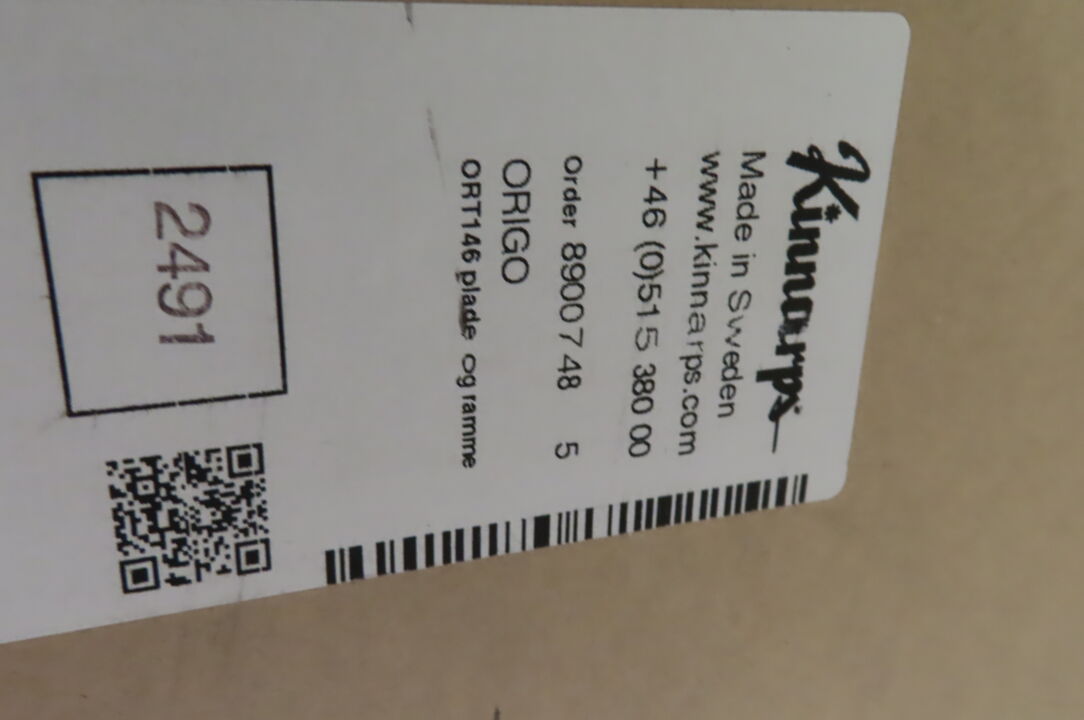 Kinnarps
Made in Sweden
www.kinnarps.com
+46 (0)515 380 00
Order 8900748 5
ORIGO
ORT146 plade og ramme
2491